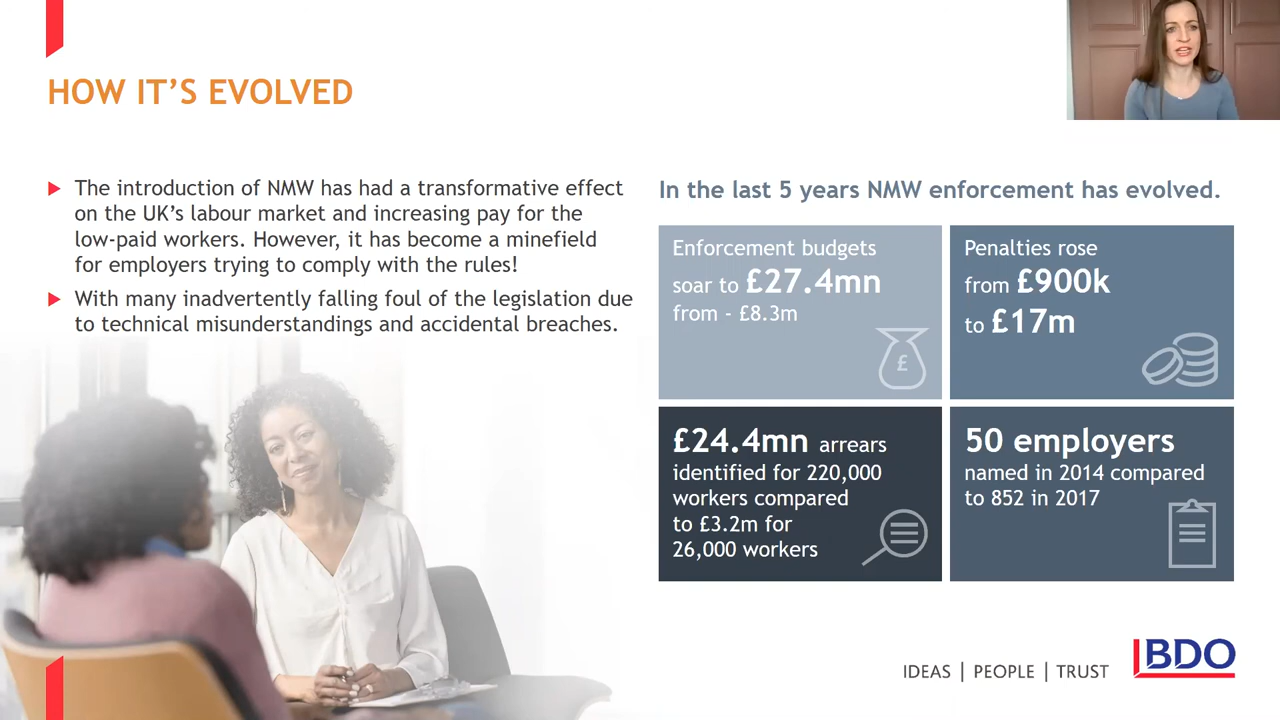 HOW IT'S EVOLVED
The introduction of NMW has had a transformative effect
on the UK's labour market and increasing pay for the
low-paid workers. However, it has become a minefield
for employers trying to comply with the rules!
With many inadvertently falling foul of the legislation due
to technical misunderstandings and accidental breaches.
In the last 5 years NMW enforcement has evolved.
Enforcement budgets
soar to £27.4mn
from - £8.3m
£
Penalties rose
from £900k
to £17m
£24.4mn arrears
identified for 220,000
workers compared
to £3.2m for
26,000 workers
50 employers
named in 2014 compared
to 852 in 2017
IDEAS | PEOPLE | TRUST
BDO